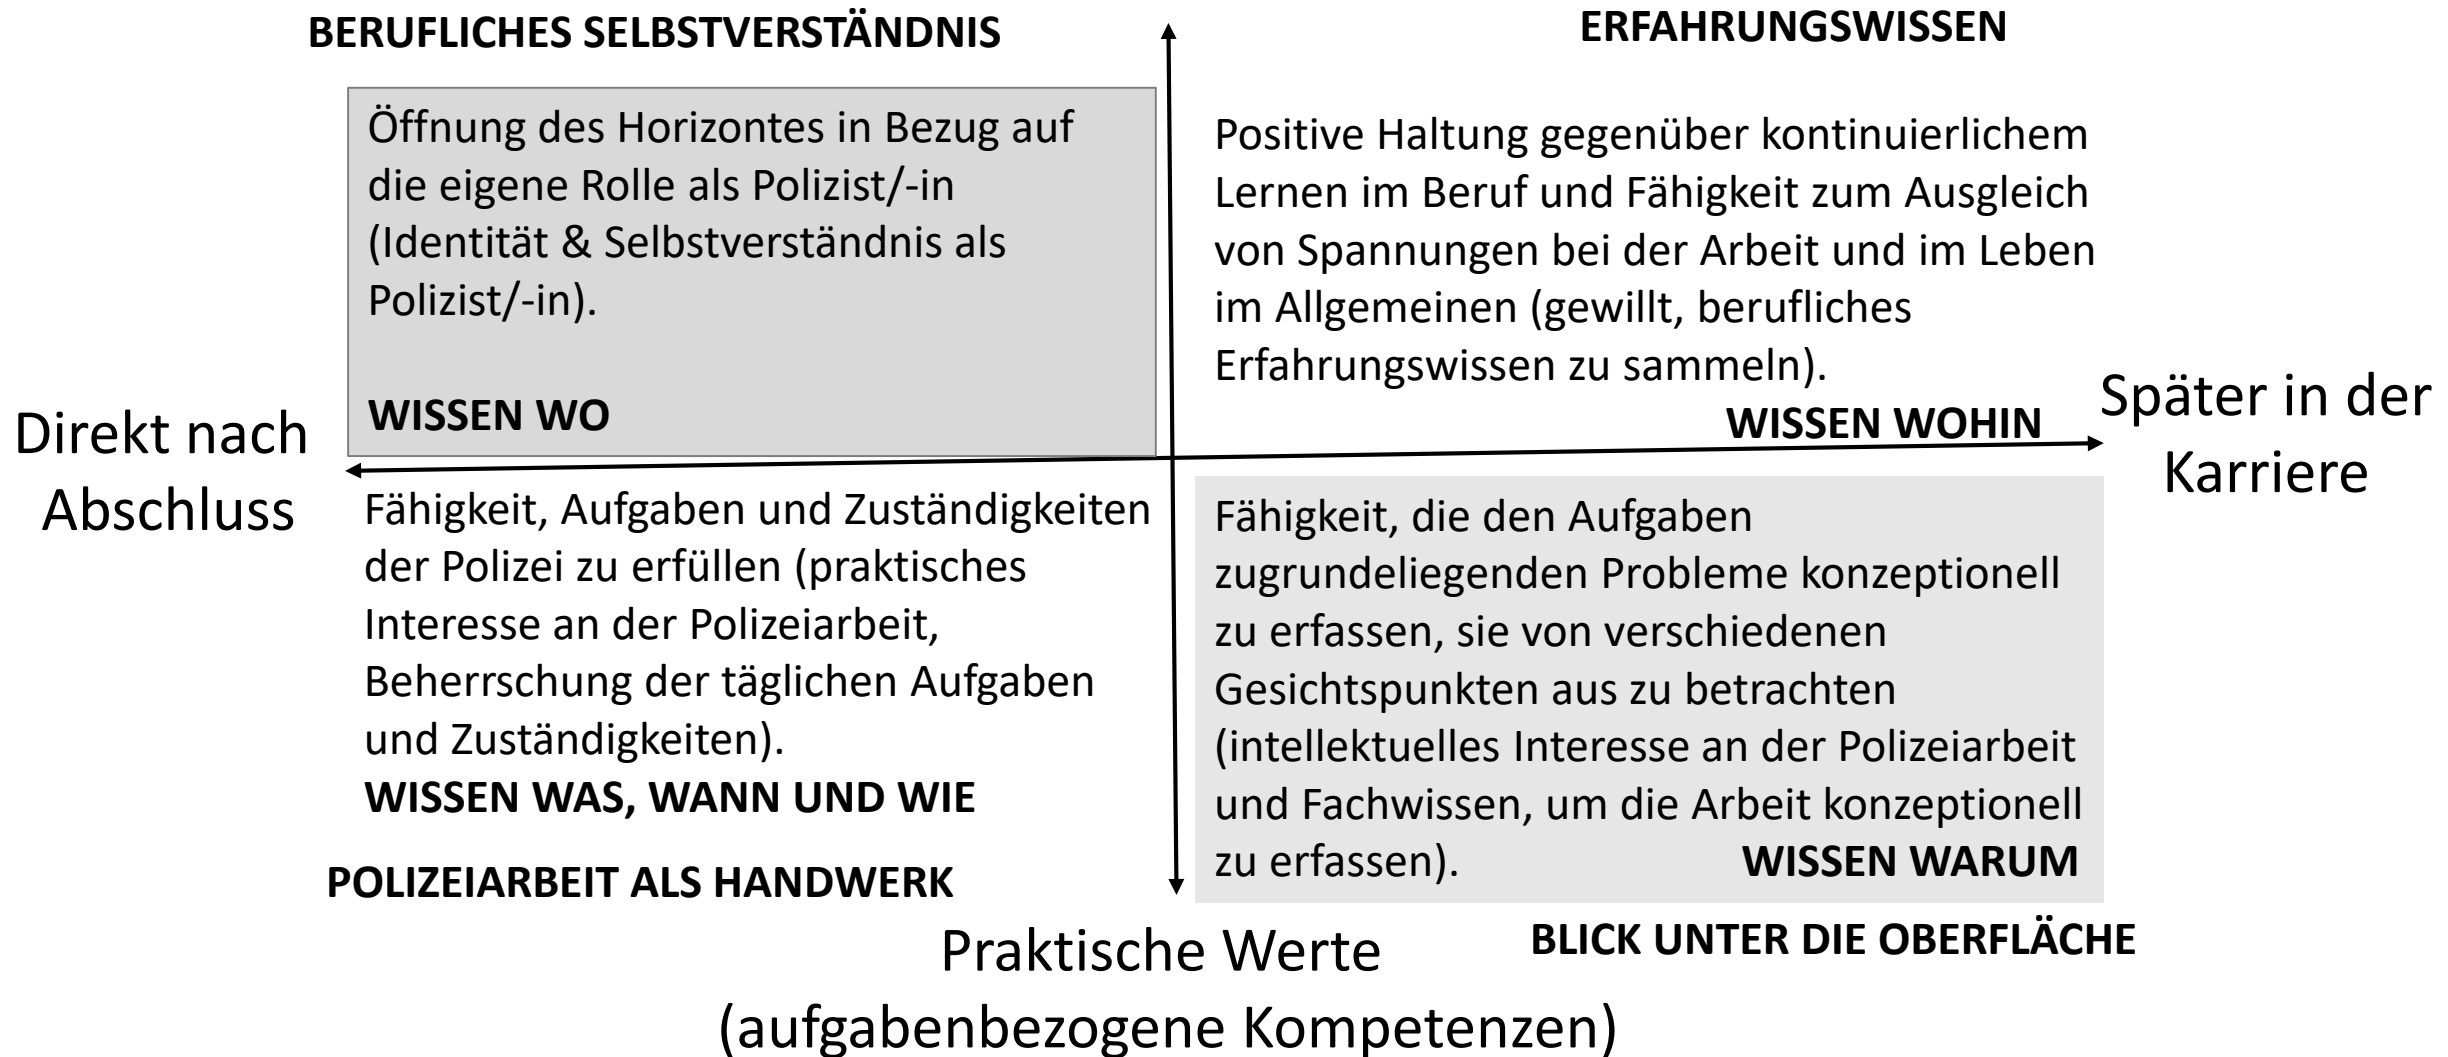 BERUFLICHES SELBSTVERSTÄNDNIS
ERFAHRUNGSWISSEN
Öffnung des Horizontes in Bezug auf
die eigene Rolle als Polizist/-in
(Identität & Selbstverständnis als
Polizist/-in).
WISSEN WO
Positive Haltung gegenüber kontinuierlichem
Lernen im Beruf und Fähigkeit zum Ausgleich
von Spannungen bei der Arbeit und im Leben
im Allgemeinen (gewillt, berufliches
Erfahrungswissen zu sammeln).
WISSEN WOHIN
Direkt nach
Abschluss
Später in der
Karriere
Fähigkeit, Aufgaben und Zuständigkeiten
der Polizei zu erfüllen (praktisches
Interesse an der Polizeiarbeit,
Beherrschung der täglichen Aufgaben
und Zuständigkeiten).
WISSEN WAS, WANN UND WIE
POLIZEIARBEIT ALS HANDWERK
Fähigkeit, die den Aufgaben
zugrundeliegenden Probleme konzeptionell
zu erfassen, sie von verschiedenen
Gesichtspunkten aus zu betrachten
(intellektuelles Interesse an der Polizeiarbeit
und Fachwissen, um die Arbeit konzeptionell
zu erfassen). WISSEN WARUM
BLICK UNTER DIE OBERFLÄCHE
Praktische Werte
(aufgabenbezogene Kompetenzen)